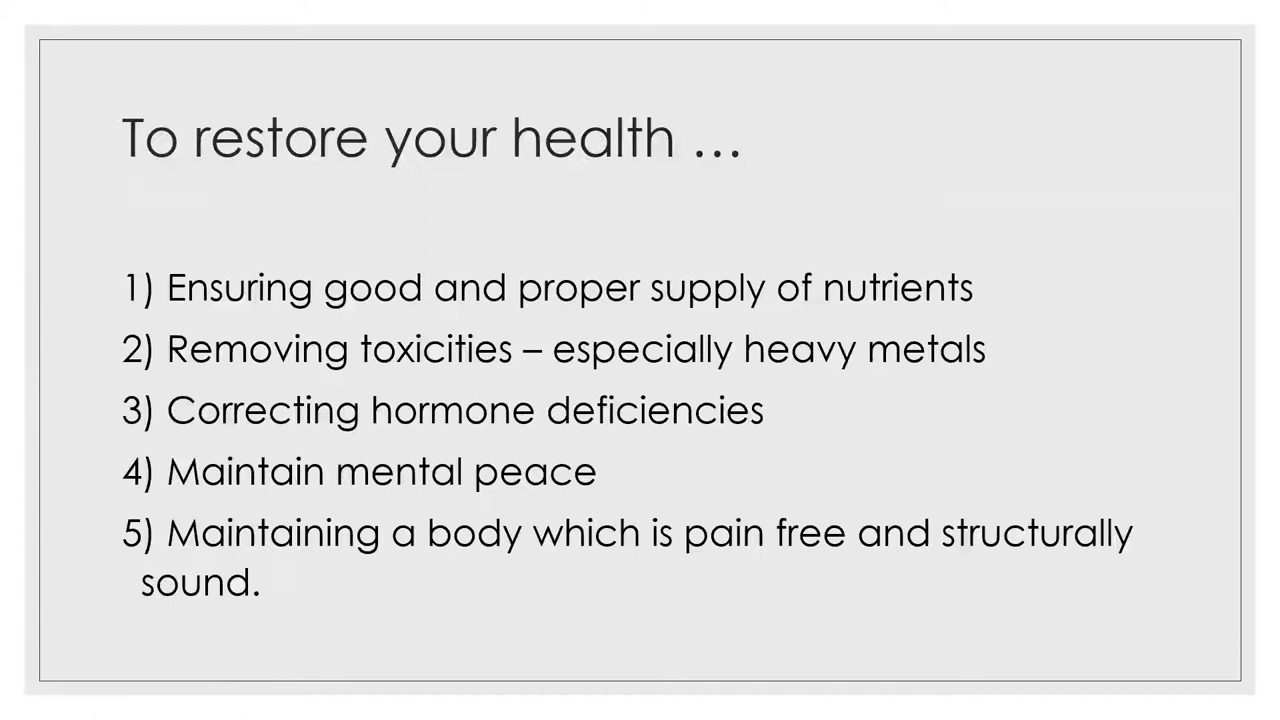 To restore your health …
1) Ensuring good and proper supply of nutrients
2) Removing toxicities – especially heavy metals
3) Correcting hormone deficiencies
4) Maintain mental peace
5) Maintaining a body which is pain free and structurally
sound.